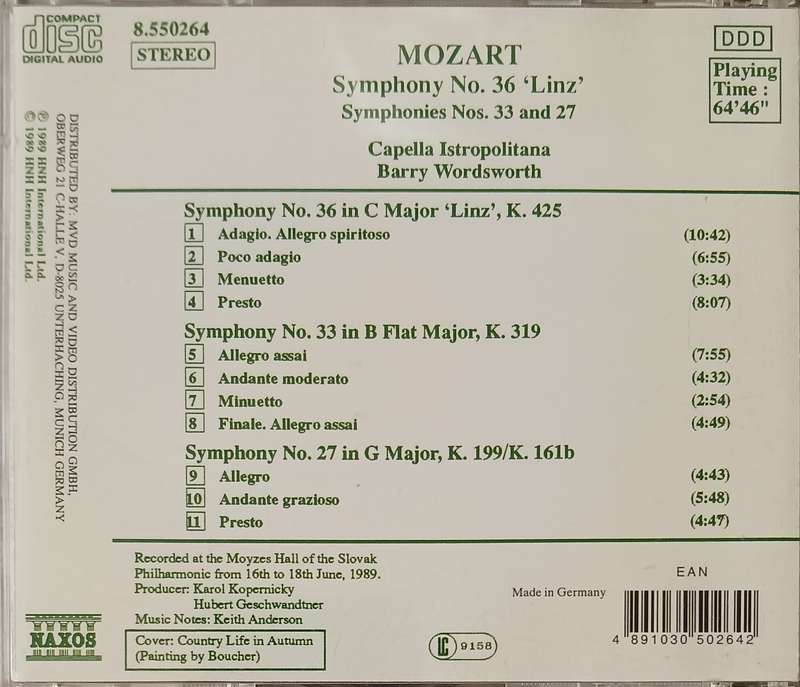 COMPACT
disc
DIGITAL AUDIO
8.550264
STEREO
MOZART
Symphony No. 36 ‘Linz’
Symphonies Nos. 33 and 27
Capella Istropolitana
Barry Wordsworth
DDD
Playing
Time :
64'46"
Symphony No. 36 in C Major ‘Linz’, K. 425
1 Adagio. Allegro spiritoso (10:42)
2 Poco adagio (6:55)
3 Menuetto (3:34)
4 Presto (8:07)
Symphony No. 33 in B Flat Major, K. 319
5 Allegro assai (7:55)
6 Andante moderato (4:32)
7 Minuetto (2:54)
8 Finale. Allegro assai (4:49)
Symphony No. 27 in G Major, K. 199/K. 161b
9 Allegro (4:43)
10 Andante grazioso (5:48)
11 Presto (4:47)
Recorded at the Moyzes Hall of the Slovak
Philharmonic from 16th to 18th June, 1989.
Producer: Karol Kopernicky
Hubert Geschwandtner
Music Notes: Keith Anderson
Cover: Country Life in Autumn
(Painting by Boucher)
Made in Germany
LC 9158
EAN
4 891030 502642
NAXOS
DISTRIBUTED BY: MVD MUSIC AND VIDEO DISTRIBUTION GMBH,
OBERWEG 21 C-HALLE V, D-8025 UNTERHACHING, MUNICH GERMANY
℗ 1989 HNH International Ltd.
© 1989 HNH International Ltd.